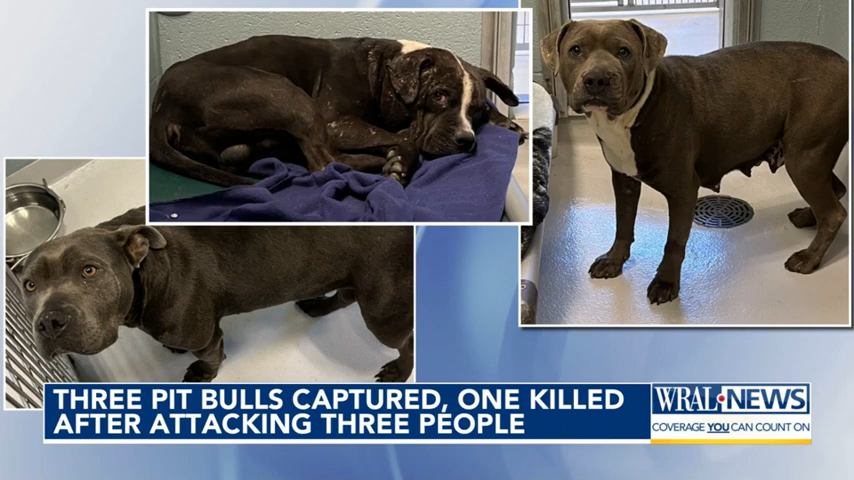 THREE PIT BULLS CAPTURED, ONE KILLED
AFTER ATTACKING THREE PEOPLE
WRAL NEWS
COVERAGE YOU CAN COUNT ON